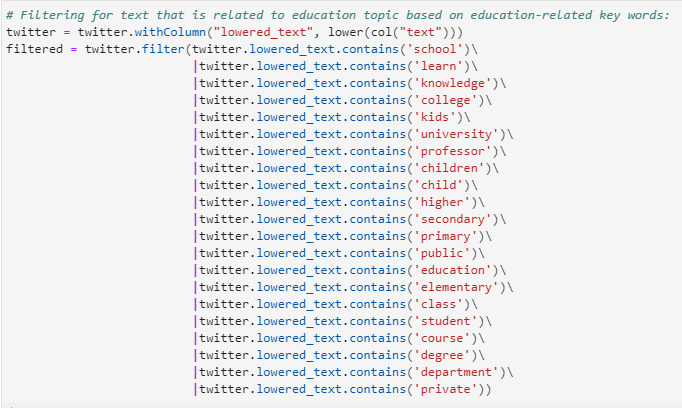 # Filtering for text that is related to education topic based on education-related key words:
twitter = twitter.withColumn("lowered_text", lower(col("text")))
filtered = twitter.filter(twitter.lowered_text.contains('school')\
|twitter.lowered_text.contains('learn')\
|twitter.lowered_text.contains('knowledge')\
|twitter.lowered_text.contains('college')\
|twitter.lowered_text.contains('kids')\
|twitter.lowered_text.contains('university')\
|twitter.lowered_text.contains('professor')\
|twitter.lowered_text.contains('children')\
|twitter.lowered_text.contains('child')\
|twitter.lowered_text.contains('higher')\
|twitter.lowered_text.contains('secondary')\
|twitter.lowered_text.contains('primary')\
|twitter.lowered_text.contains('public')\
|twitter.lowered_text.contains('education')\
|twitter.lowered_text.contains('elementary')\
|twitter.lowered_text.contains('class')\
|twitter.lowered_text.contains('student')\
|twitter.lowered_text.contains('course')\
|twitter.lowered_text.contains('degree')\
|twitter.lowered_text.contains('department')\
|twitter.lowered_text.contains('private'))